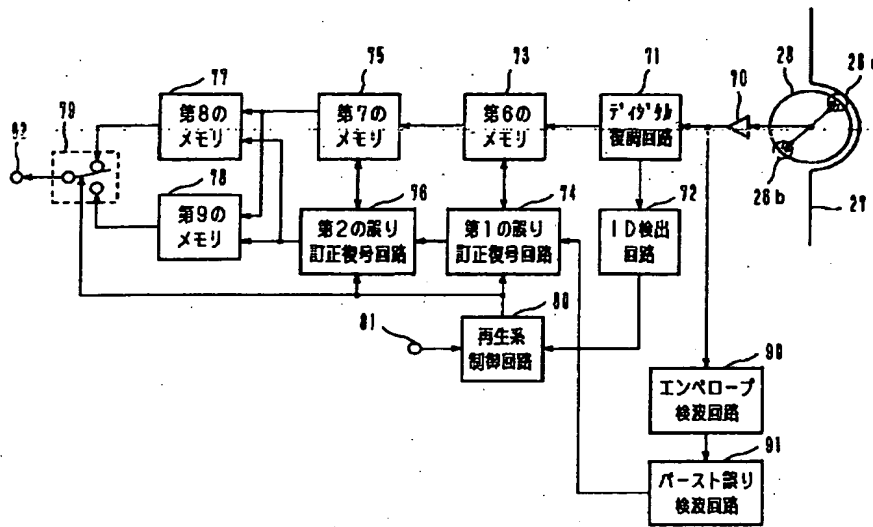 77
75
73
71
70
28
26a
82
79
第8の
メモリ
第7の
メモリ
第6の
メモリ
ディジタル
復調回路
78
76
74
72
26b
27
第9の
メモリ
第2の誤り
訂正復号回路
第1の誤り
訂正復号回路
ID検出
回路
81
80
再生系
制御回路
90
エンベロープ
検波回路
91
バースト誤り
検波回路